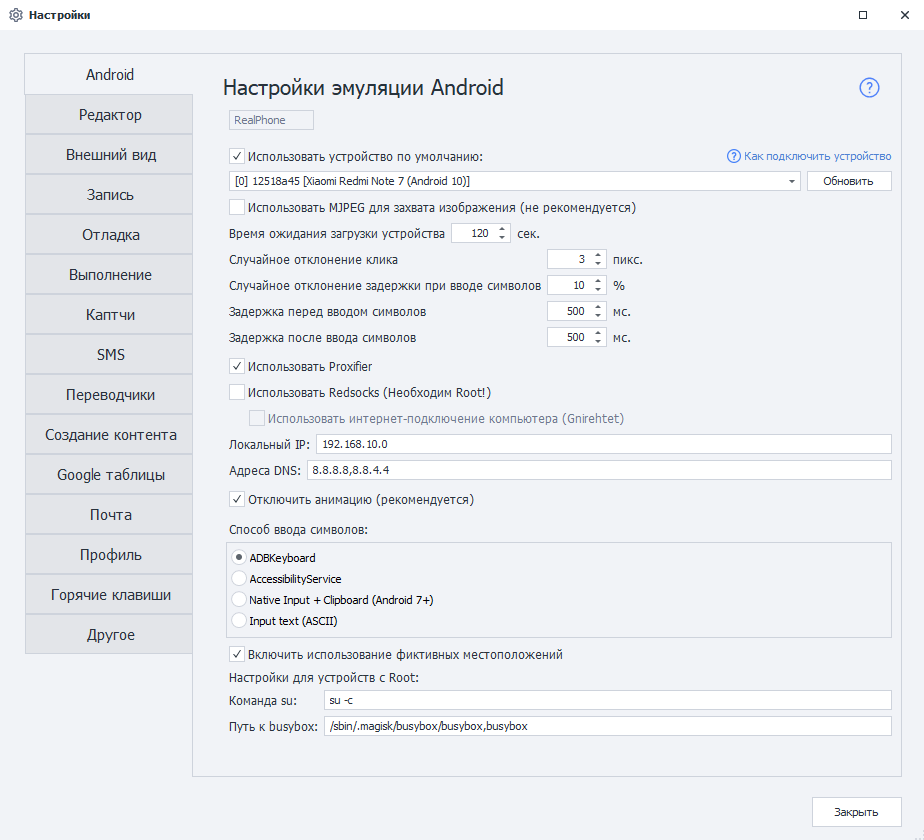 Настройки
Android
Редактор
Внешний вид
Запись
Отладка
Выполнение
Каптчи
SMS
Переводчики
Создание контента
Google таблицы
Почта
Профиль
Горячие клавиши
Другое
Настройки эмуляции Android
?
RealPhone
Использовать устройство по умолчанию:
? Как подключить устройство
[0] 12518a45 [Xiaomi Redmi Note 7 (Android 10)]
Обновить
Использовать MJPEG для захвата изображения (не рекомендуется)
Время ожидания загрузки устройства 120 сек.
Случайное отклонение клика 3 пикс.
Случайное отклонение задержки при вводе символов 10 %
Задержка перед вводом символов 500 мс.
Задержка после ввода символов 500 мс.
Использовать Proxifier
Использовать Redsocks (Необходим Root!)
Использовать интернет-подключение компьютера (Gnirehtet)
Локальный IP: 192.168.10.0
Адреса DNS: 8.8.8.8,8.8.4.4
Отключить анимацию (рекомендуется)
Способ ввода символов:
ADBKeyboard
AccessibilityService
Native Input + Clipboard (Android 7+)
Input text (ASCII)
Включить использование фиктивных местоположений
Настройки для устройств с Root:
Команда su: su -c
Путь к busybox: /sbin/.magisk/busybox/busybox,busybox
Закрыть